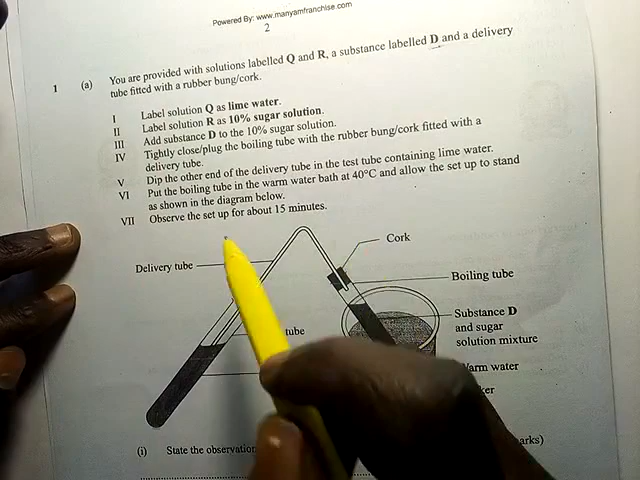 Powered By: www.manyamfranchise.com
2
1 (a) You are provided with solutions labelled Q and R, a substance labelled D and a delivery
tube fitted with a rubber bung/cork.
I Label solution Q as lime water.
II Label solution R as 10% sugar solution.
III Add substance D to the 10% sugar solution.
IV Tightly close/plug the boiling tube with the rubber bung/cork fitted with a
delivery tube.
V Dip the other end of the delivery tube in the test tube containing lime water.
VI Put the boiling tube in the warm water bath at 40°C and allow the set up to stand
as shown in the diagram below.
VII Observe the set up for about 15 minutes.
Cork
Delivery tube
Boiling tube
Substance D
and sugar
solution mixture
tube
water
(i) State the